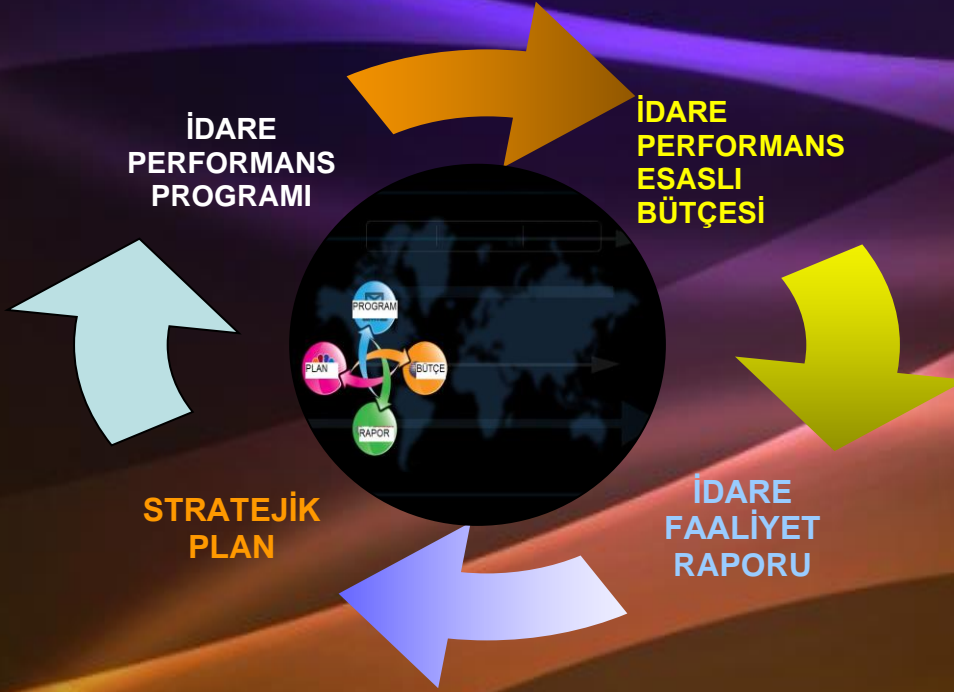 İDARE
PERFORMANS
PROGRAMI
İDARE
PERFORMANS
ESASLI
BÜTÇESİ
PROGRAM
PLAN
BÜTÇE
RAPOR
STRATEJİK
PLAN
İDARE
FAALİYET
RAPORU